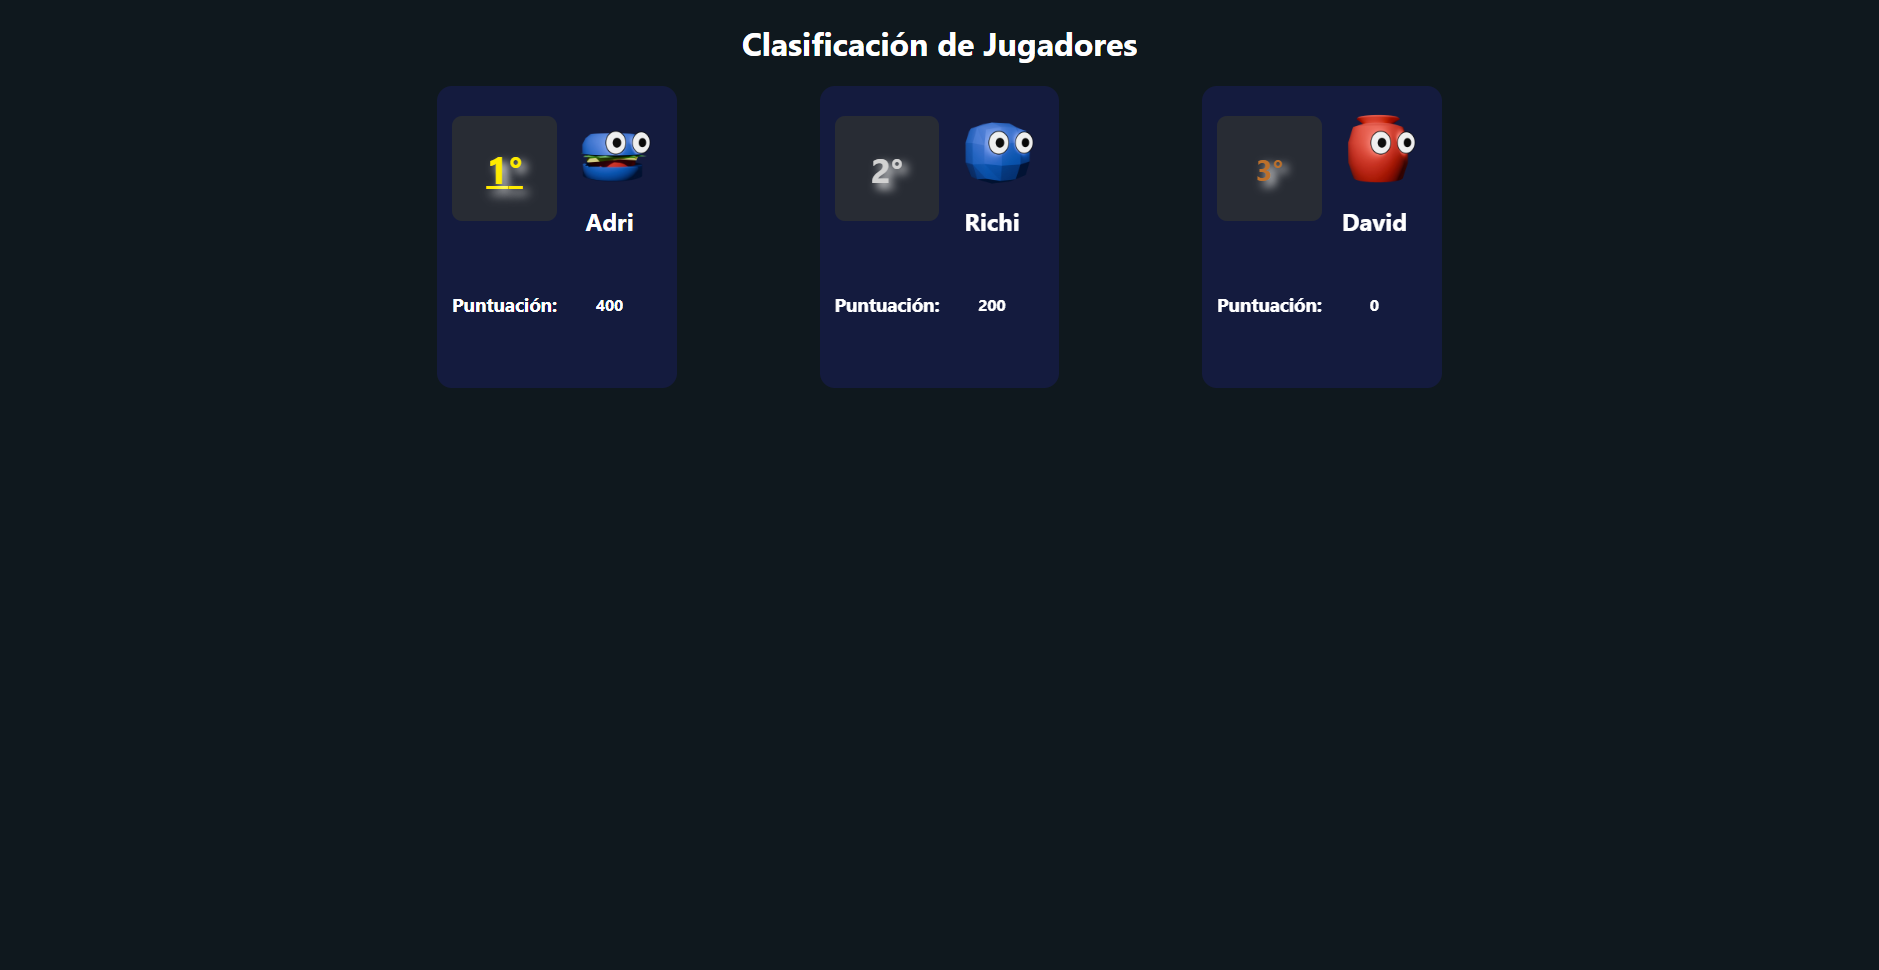 Clasificación de Jugadores
1°
Adri
Puntuación: 400
2°
Richi
Puntuación: 200
3°
David
Puntuación: 0